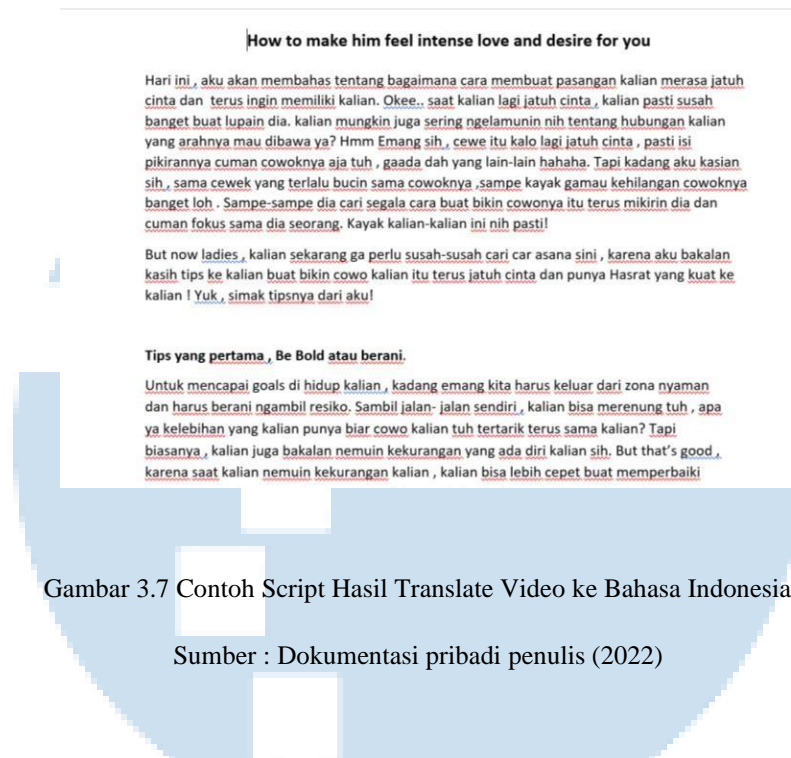 How to make him feel intense love and desire for you
Hari ini , aku akan membahas tentang bagaimana cara membuat pasangan kalian merasa jatuh
cinta dan  terus ingin memiliki kalian. Okee.. saat kalian lagi jatuh cinta , kalian pasti susah
banget buat lupain dia. kalian mungkin juga sering ngelamunin nih tentang hubungan kalian
yang arahnya mau dibawa ya? Hmm Emang sih , cewe itu kalo lagi jatuh cinta , pasti isi
pikirannya cuman cowoknya aja tuh , gaada dah yang lain-lain hahaha. Tapi kadang aku kasian
sih , sama cewek yang terlalu bucin sama cowoknya ,sampe kayak gamau kehilangan cowoknya
banget loh . Sampe-sampe dia cari segala cara buat bikin cowonya itu terus mikirin dia dan
cuman fokus sama dia seorang. Kayak kalian-kalian ini nih pasti!
But now ladies , kalian sekarang ga perlu susah-susah cari car asana sini , karena aku bakalan
kasih tips ke kalian buat bikin cowo kalian itu terus jatuh cinta dan punya Hasrat yang kuat ke
kalian ! Yuk , simak tipsnya dari aku!
Tips yang pertama , Be Bold atau berani.
Untuk mencapai goals di hidup kalian , kadang emang kita harus keluar dari zona nyaman
dan harus berani ngambil resiko. Sambil jalan- jalan sendiri , kalian bisa merenung tuh , apa
ya kelebihan yang kalian punya biar cowo kalian tuh tertarik terus sama kalian? Tapi
biasanya , kalian juga bakalan nemuin kekurangan yang ada diri kalian sih. But that's good ,
karena saat kalian nemuin kekurangan kalian , kalian bisa lebih cepet buat memperbaiki
Gambar 3.7 Contoh Script Hasil Translate Video ke Bahasa Indonesia
Sumber : Dokumentasi pribadi penulis (2022)